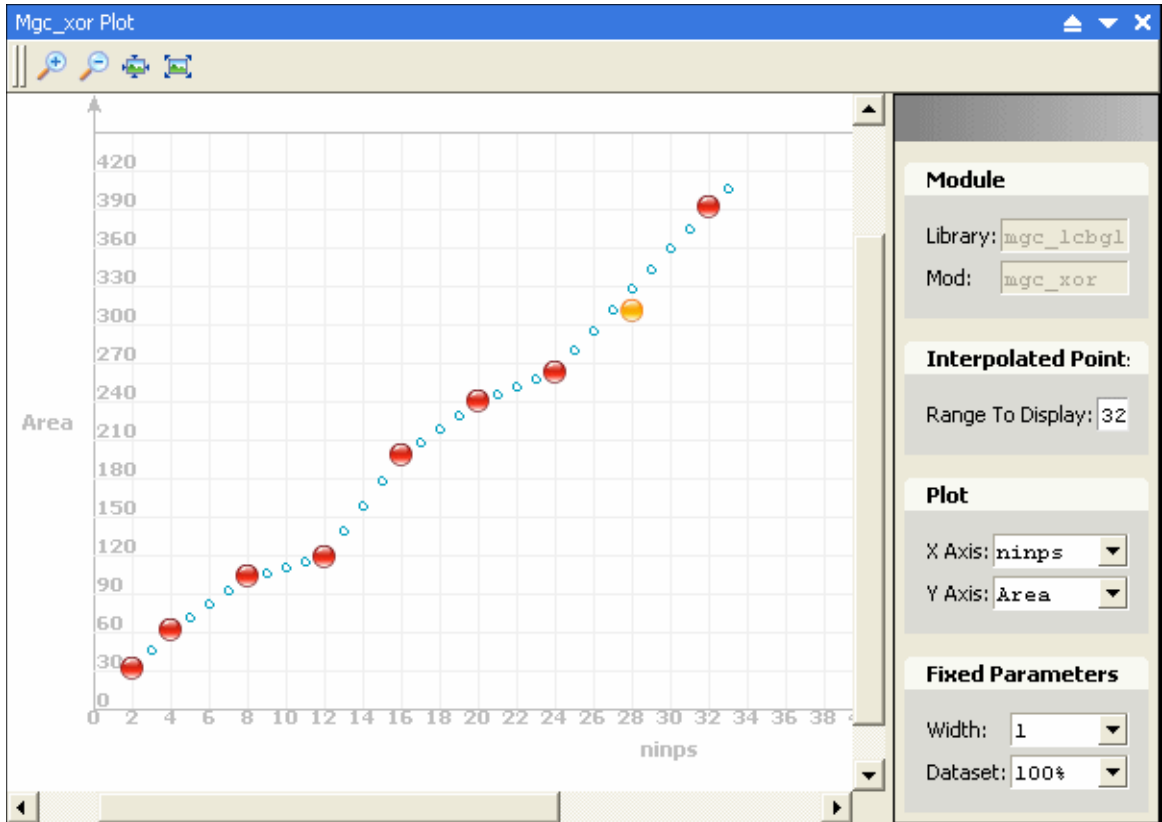 Mgc_xor Plot
420
390
360
330
300
270
240
Area
210
180
150
120
90
60
30
0
0 2 4 6 8 10 12 14 16 18 20 22 24 26 28 30 32 34 36 38
ninps
Module
Library: mgc_lcbgl
Mod: mgc_xor
Interpolated Point:
Range To Display: 32
Plot
X Axis: ninps
Y Axis: Area
Fixed Parameters
Width: 1
Dataset: 100%